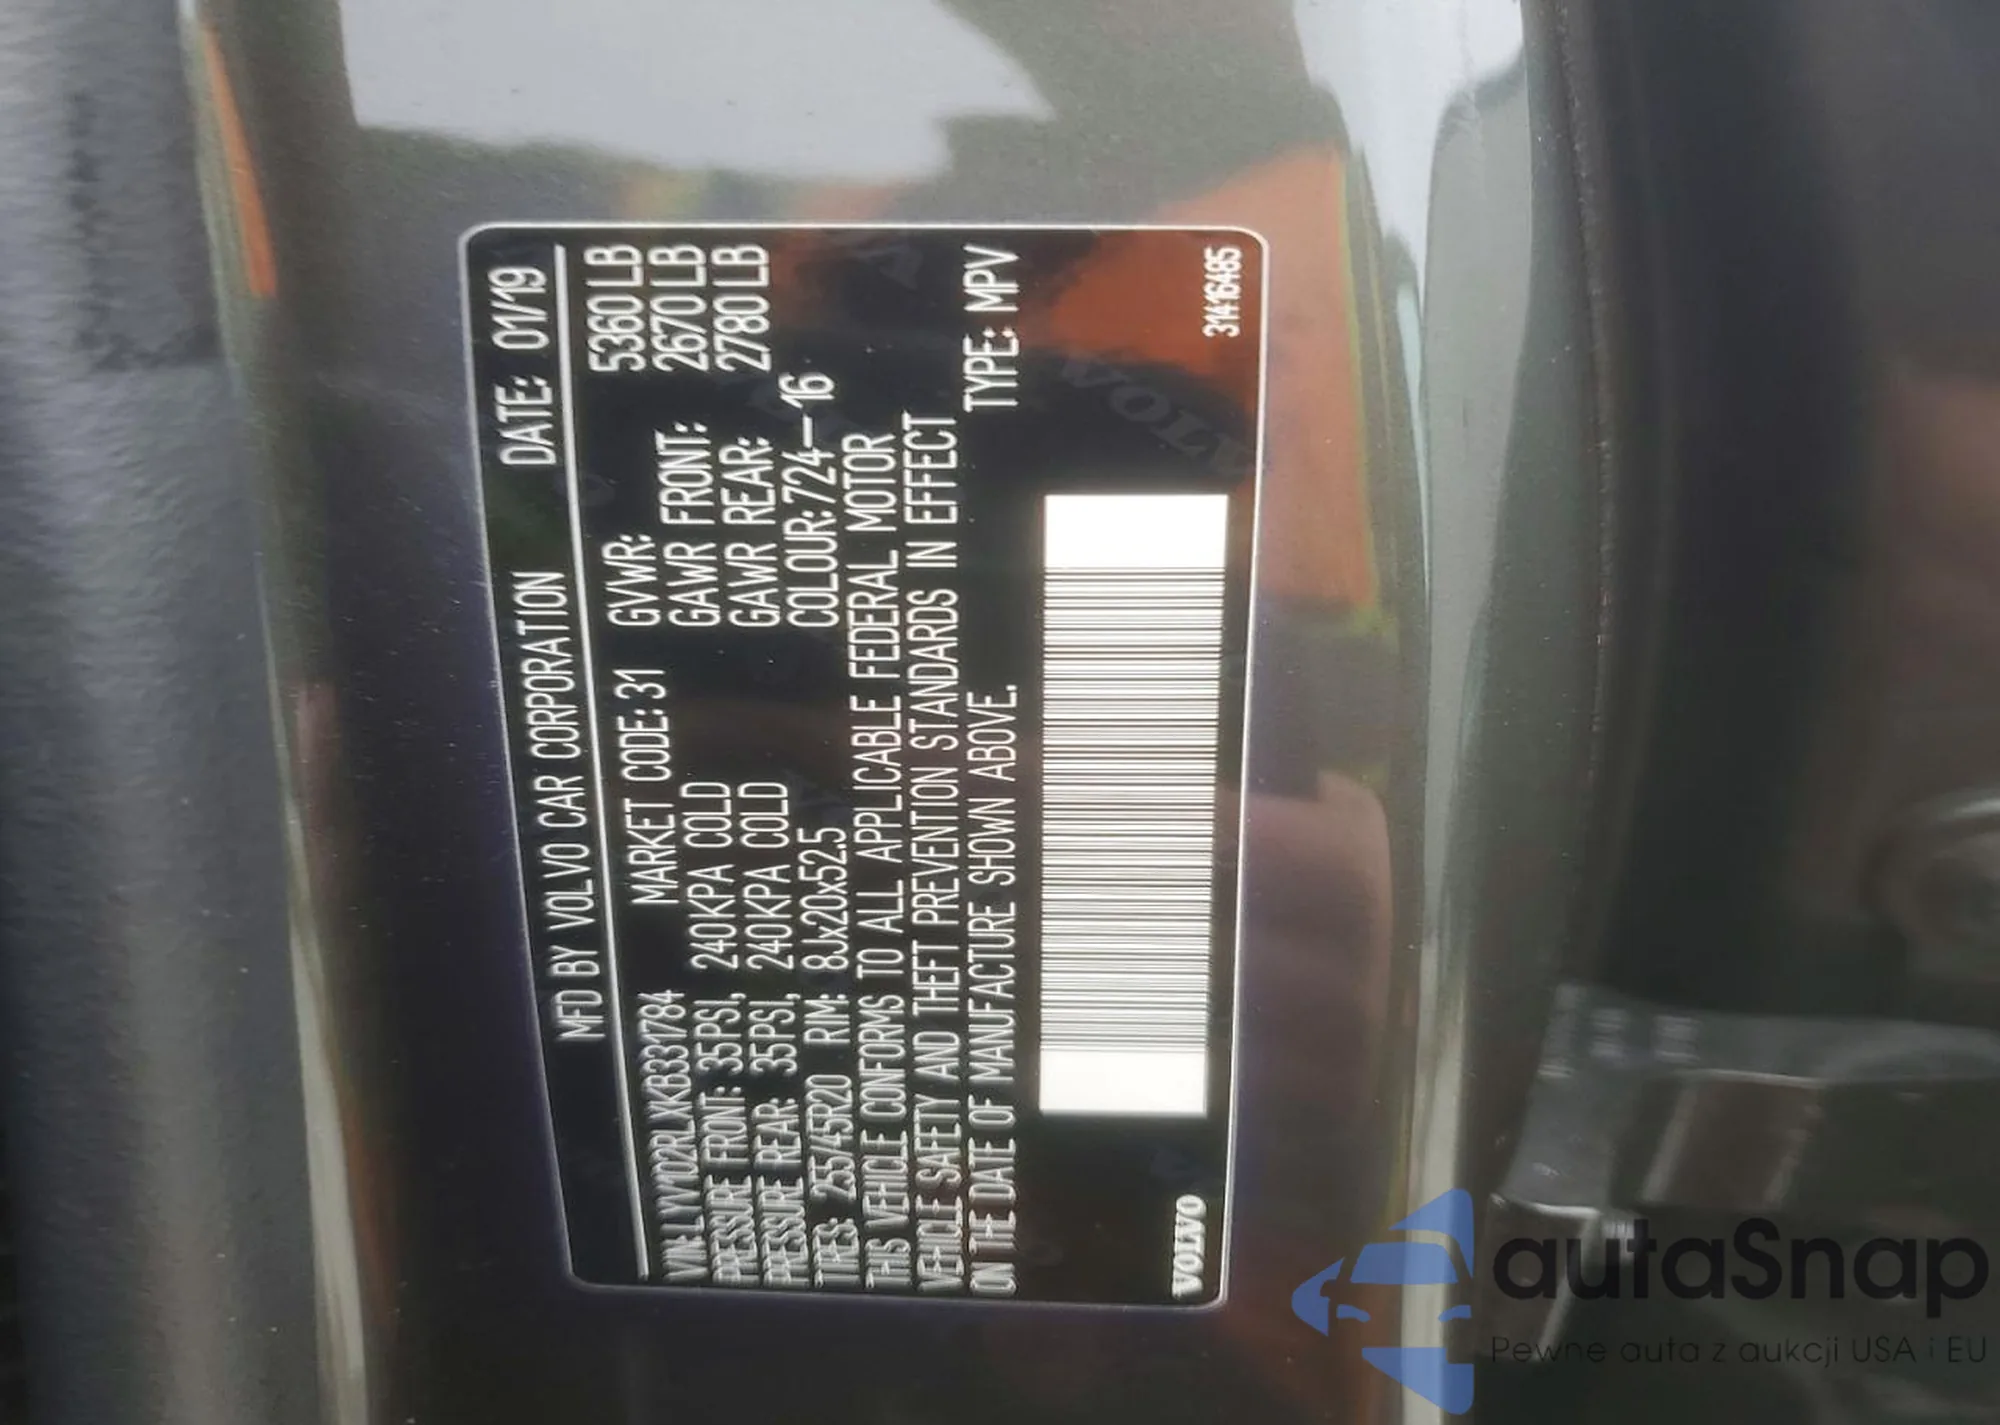 MFD BY VOLVO CAR CORPORATION DATE: 01/19
VIN: LYV102RLXKB331784 MARKET CODE: 31 GVWR: 5360 LB
PRESSURE FRONT: 35PSI, 240KPA COLD GAWR FRONT: 2670 LB
PRESSURE REAR: 35PSI, 240KPA COLD GAWR REAR: 2780 LB
TIRES: 255/45R20 RIM: 8Jx20x52.5 COLOUR: 724—16
THIS VEHICLE CONFORMS TO ALL APPLICABLE FEDERAL MOTOR
VEHICLE SAFETY AND THEFT PREVENTION STANDARDS IN EFFECT
ON THE DATE OF MANUFACTURE SHOWN ABOVE. TYPE: MPV
VOLVO 31416485
autaSnap
Pewne auta z aukcji USA i EU